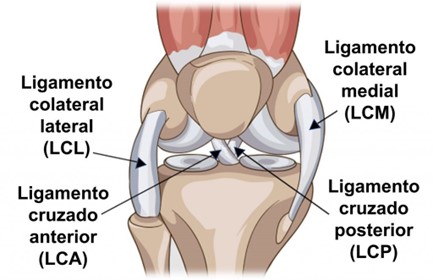 Ligamento
colateral
lateral
(LCL)
Ligamento
cruzado
anterior
(LCA)
Ligamento
colateral
medial
(LCM)
Ligamento
cruzado
posterior
(LCP)